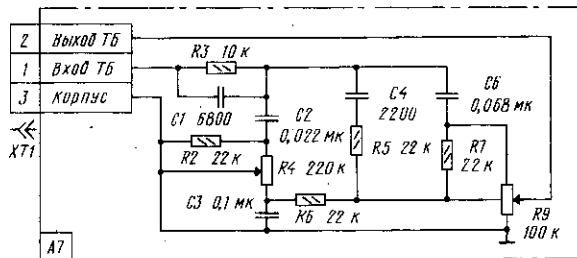 2 Выход ТБ
1 Вход ТБ
3 Корпус
ХТ1
R3 10 к
C1 6800
C2
0,022 мк
C4
2200
C6
0,068 мк
R2 22 к
R4 220 к
R5 22 к
R7
22 к
C3 0,1 мк
R6 22 к
R9
100 к
А7